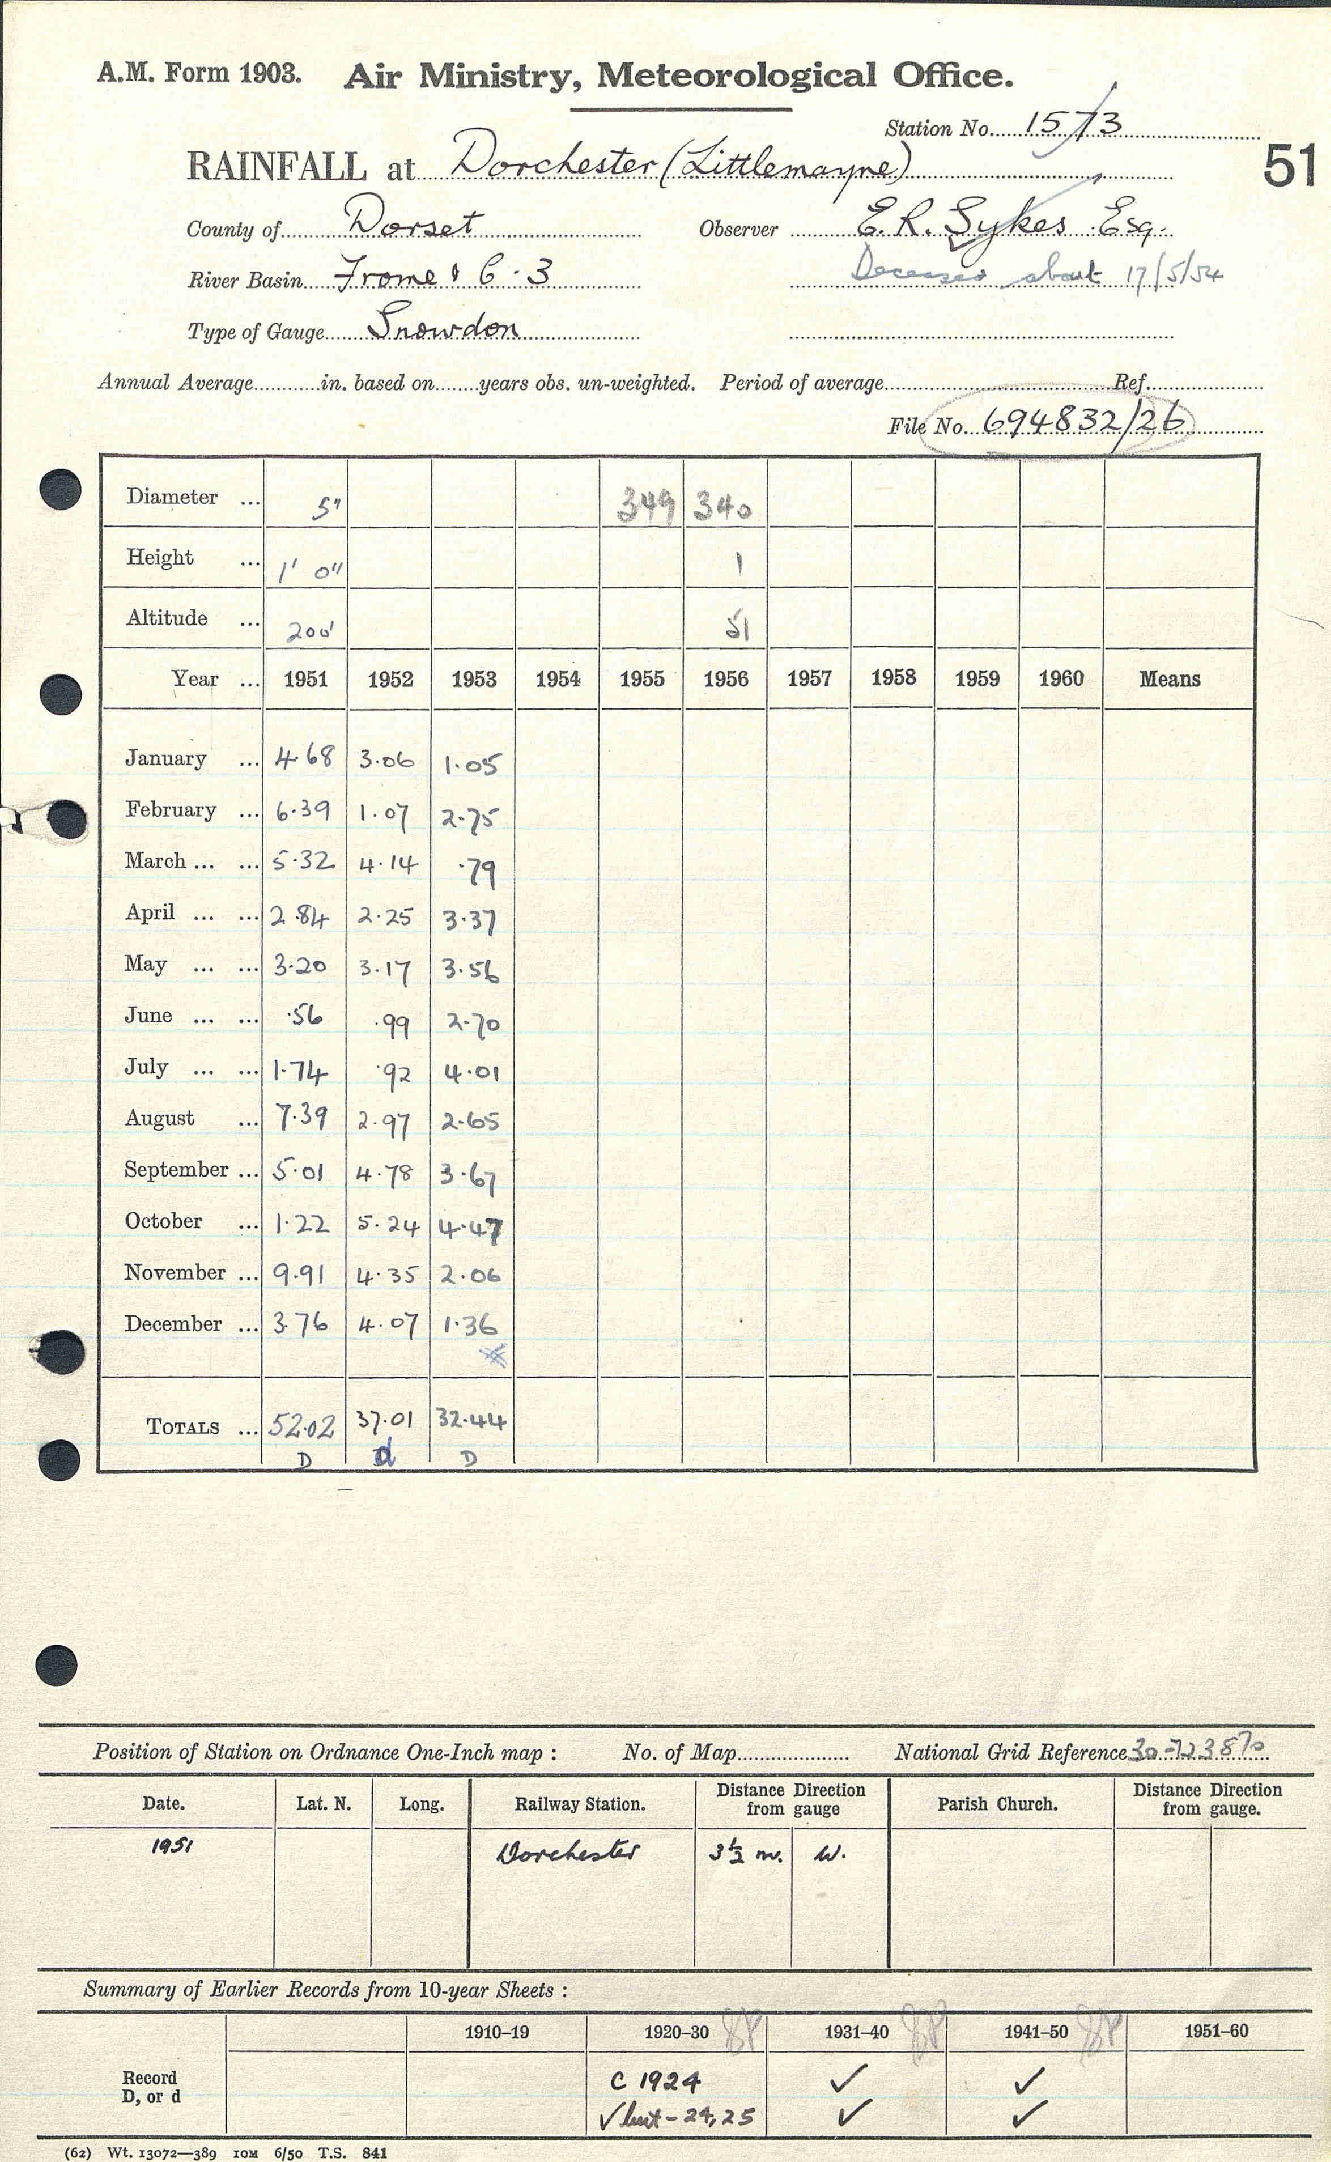 A.M. Form 1903. Air Ministry, Meteorological Office.
Station No. 1573
RAINFALL at Dorchester (Littlemayne) 51
County of Dorset Observer E. R. Sykes Esq.
River Basin Frome & C. 3 Deceased about 17/5/54
Type of Gauge Snowdon
Annual Average in. based on years obs. un-weighted. Period of average Ref.
File No. 694832/26
Diameter ... 5" 349 340
Height ... 1' 0" 1
Altitude ... 200' 51
Year ... 1951 1952 1953 1954 1955 1956 1957 1958 1959 1960 Means
January ... 4.68 3.06 1.05
February ... 6.39 1.07 2.75
March ... ... 5.32 4.14 .79
April ... ... 2.84 2.25 3.37
May ... ... 3.20 3.17 3.56
June ... ... .56 .99 2.70
July ... ... 1.74 .92 4.01
August ... 7.39 2.97 2.65
September ... 5.01 4.78 3.67
October ... 1.22 5.24 4.47
November ... 9.91 4.35 2.06
December ... 3.76 4.07 1.36
TOTALS ... 52.02 37.01 32.44
D d D
Position of Station on Ordnance One-Inch map : No. of Map National Grid Reference 30-723870
Date. Lat. N. Long. Railway Station. Distance Direction from gauge Parish Church. Distance Direction from gauge.
1951 Dorchester 3½ m. W.
Summary of Earlier Records from 10-year Sheets :
1910–19 1920–30 1931–40 1941–50 1951–60
Record C 1924 ✓ ✓
D, or d ✓ but - 24, 25 ✓ ✓
(62) Wt. 13072—389 10M 6/50 T.S. 841